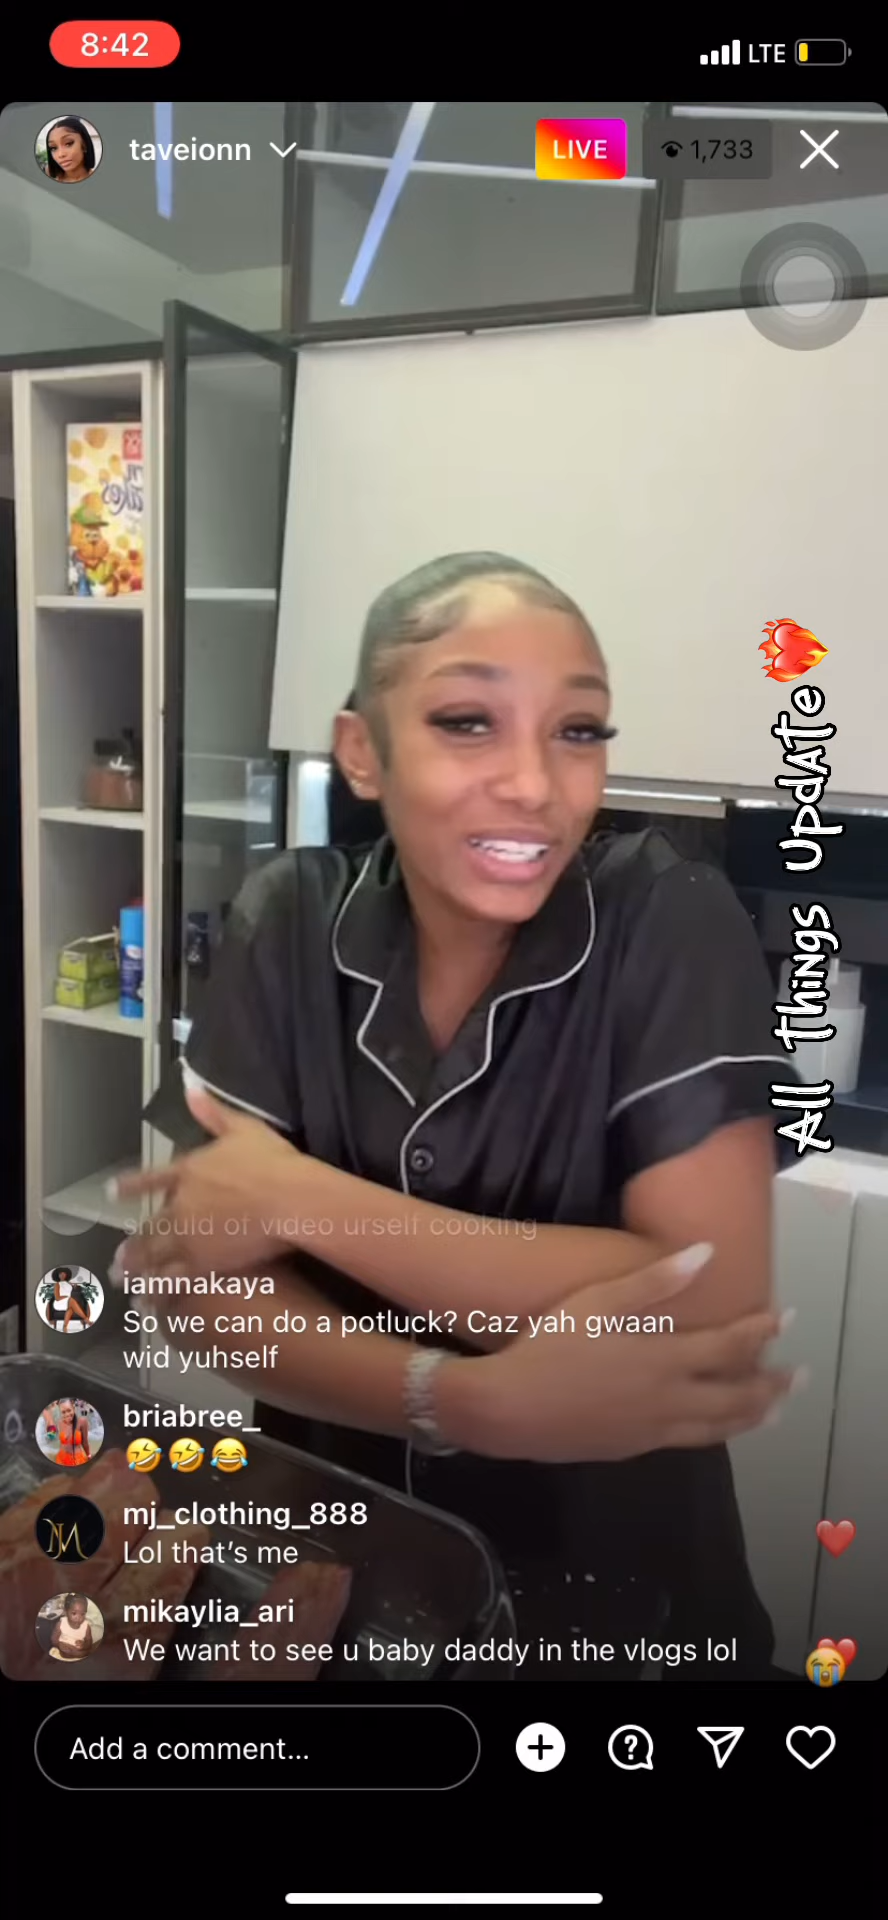 8:42
LTE
taveionn
LIVE
1,733
All Things Update
should of video urself cooking
iamnakaya
So we can do a potluck? Caz yah gwaan
wid yuhself
briabree_
🤣🤣😂
mj_clothing_888
Lol that's me
mikaylia_ari
We want to see u baby daddy in the vlogs lol
Add a comment...